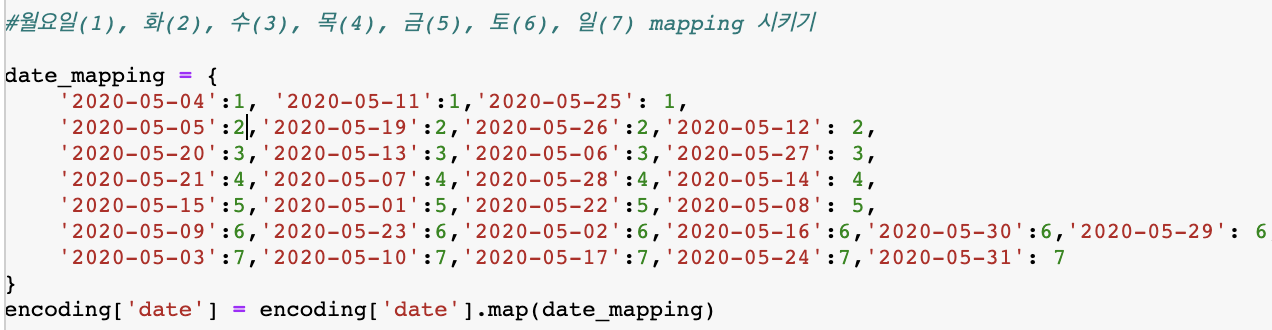 #월요일(1), 화(2), 수(3), 목(4), 금(5), 토(6), 일(7) mapping 시키기
date_mapping = {
'2020-05-04':1, '2020-05-11':1,'2020-05-25': 1,
'2020-05-05':2,'2020-05-19':2,'2020-05-26':2,'2020-05-12': 2,
'2020-05-20':3,'2020-05-13':3,'2020-05-06':3,'2020-05-27': 3,
'2020-05-21':4,'2020-05-07':4,'2020-05-28':4,'2020-05-14': 4,
'2020-05-15':5,'2020-05-01':5,'2020-05-22':5,'2020-05-08': 5,
'2020-05-09':6,'2020-05-23':6,'2020-05-02':6,'2020-05-16':6,'2020-05-30':6,'2020-05-29': 6
'2020-05-03':7,'2020-05-10':7,'2020-05-17':7,'2020-05-24':7,'2020-05-31': 7
}
encoding['date'] = encoding['date'].map(date_mapping)